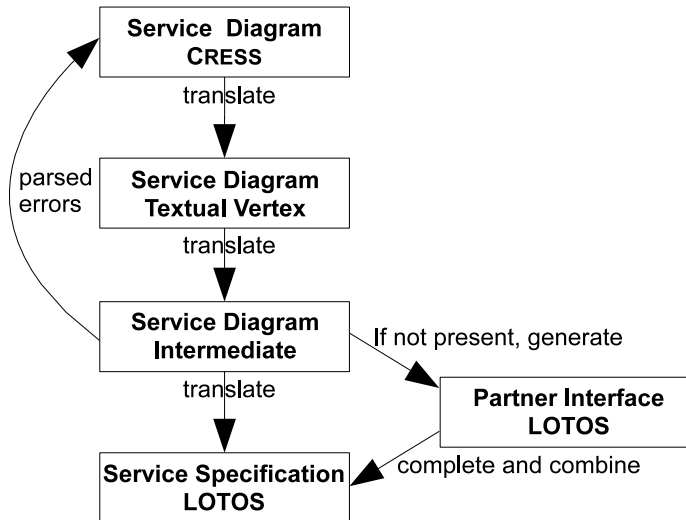 Service Diagram
CRESS
translate
parsed
errors
Service Diagram
Textual Vertex
translate
Service Diagram
Intermediate
If not present, generate
translate
Partner Interface
LOTOS
Service Specification
LOTOS
complete and combine